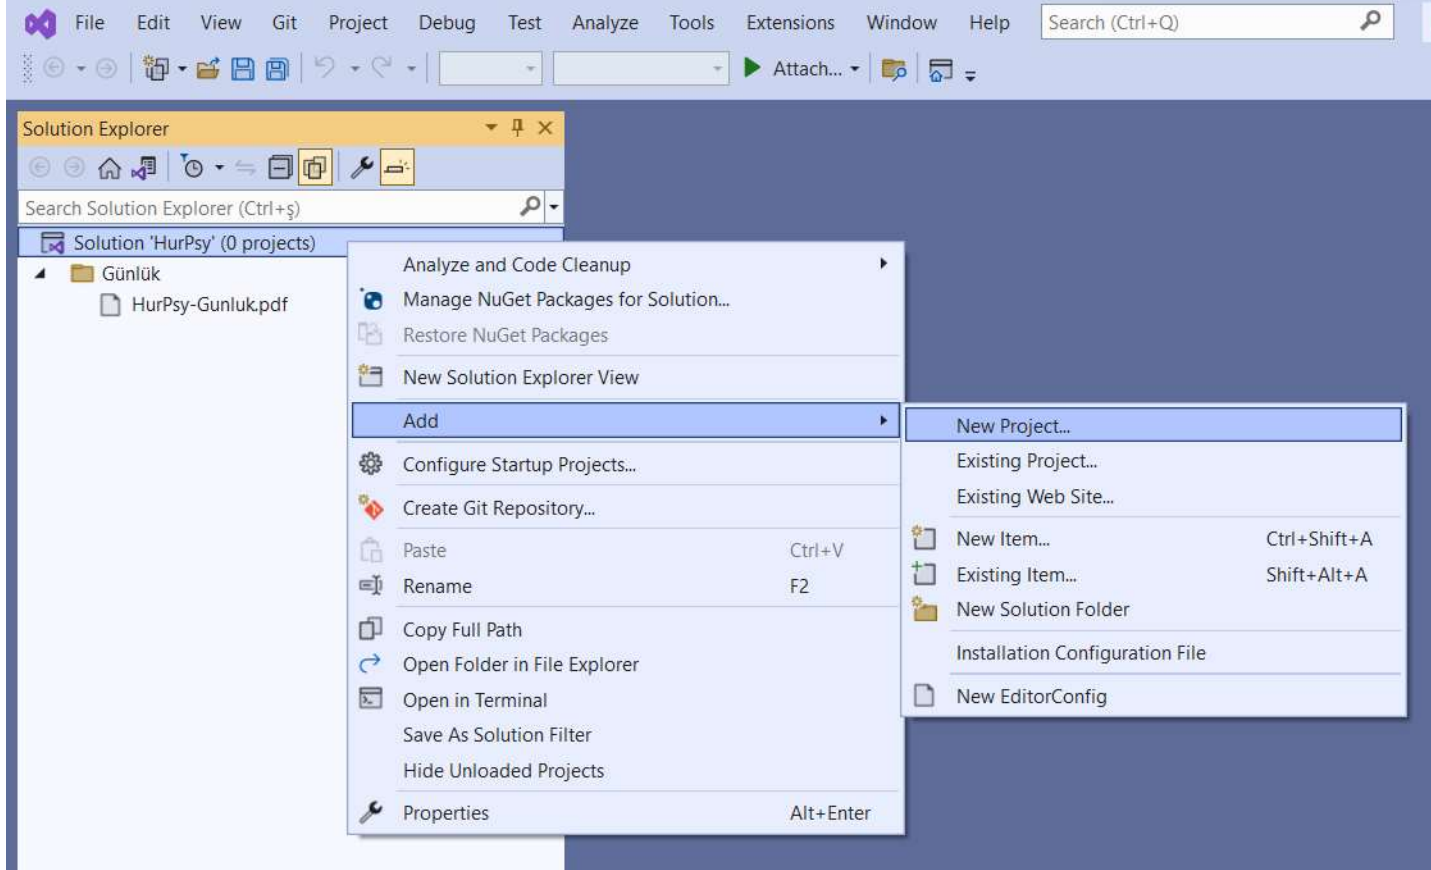 File Edit View Git Project Debug Test Analyze Tools Extensions Window Help Search (Ctrl+Q)
Attach...
Solution Explorer
Search Solution Explorer (Ctrl+ş)
Solution 'HurPsy' (0 projects)
Günlük
HurPsy-Gunluk.pdf
Analyze and Code Cleanup
Manage NuGet Packages for Solution...
Restore NuGet Packages
New Solution Explorer View
Add
Configure Startup Projects...
Create Git Repository...
Paste Ctrl+V
Rename F2
Copy Full Path
Open Folder in File Explorer
Open in Terminal
Save As Solution Filter
Hide Unloaded Projects
Properties Alt+Enter
New Project...
Existing Project...
Existing Web Site...
New Item... Ctrl+Shift+A
Existing Item... Shift+Alt+A
New Solution Folder
Installation Configuration File
New EditorConfig